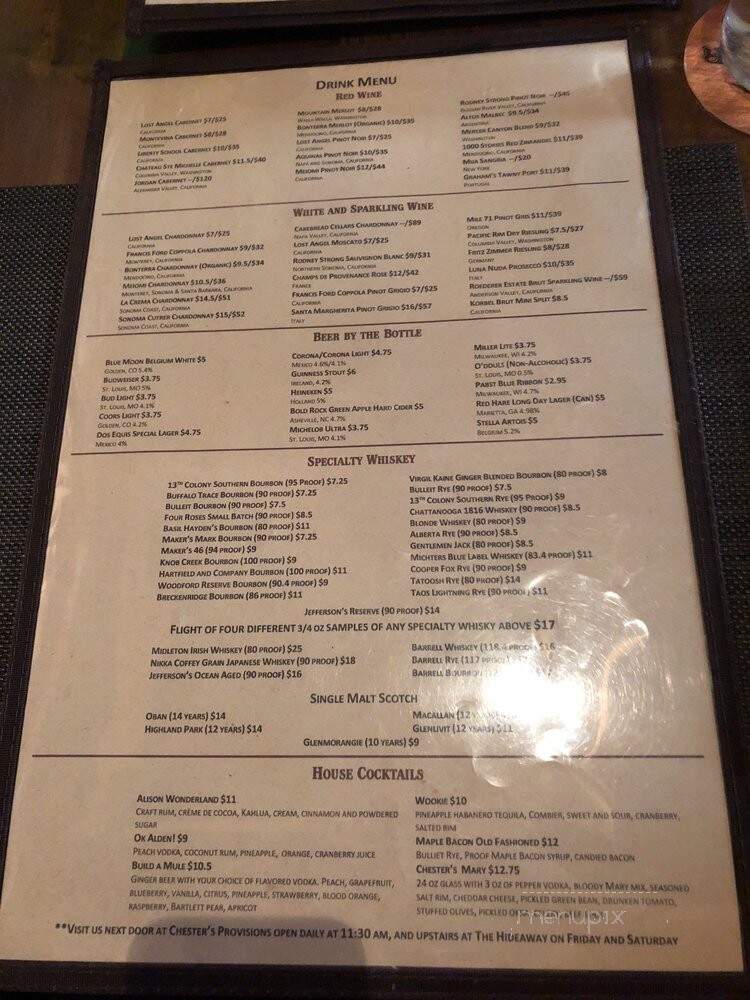 DRINK MENU
RED WINE
LOST ANGEL CABERNET $7/$25
CALIFORNIA
MONTEVINA CABERNET $8/$28
CALIFORNIA
LIBERTY SCHOOL CABERNET $10/$35
CALIFORNIA
CHATEAU STE MICHELLE CABERNET $11.5/$40
COLUMBIA VALLEY, WASHINGTON
JORDAN CABERNET --/$120
ALEXANDER VALLEY, CALIFORNIA
MOUNTAIN MERLOT $8/$28
WALLA WALLA, WASHINGTON
BONTERRA MERLOT (ORGANIC) $10/$35
MENDOCINO, CALIFORNIA
LOST ANGEL PINOT NOIR $7/$25
CALIFORNIA
AQUINAS PINOT NOIR $10/$35
NAPA AND SONOMA, CALIFORNIA
MEIOMI PINOT NOIR $12/$44
CALIFORNIA
RODNEY STRONG PINOT NOIR --/$45
RUSSIAN RIVER VALLEY, CALIFORNIA
ALTOS MALBEC $9.5/$34
ARGENTINA
MERCER CANYON BLEND $9/$32
WASHINGTON
1000 STORIES RED ZINFANDEL $11/$39
MENDOCINO, CALIFORNIA
MIJA SANGRIA --/$20
NEW YORK
GRAHAM'S TAWNY PORT $11/$39
PORTUGAL
WHITE AND SPARKLING WINE
LOST ANGEL CHARDONNAY $7/$25
CALIFORNIA
FRANCIS FORD COPPOLA CHARDONNAY $9/$32
MONTEREY, CALIFORNIA
BONTERRA CHARDONNAY (ORGANIC) $9.5/$34
MENDOCINO, CALIFORNIA
MEIOMI CHARDONNAY $10.5/$36
MONTEREY, SONOMA & SANTA BARBARA, CALIFORNIA
LA CREMA CHARDONNAY $14.5/$51
SONOMA COAST, CALIFORNIA
SONOMA CUTRER CHARDONNAY $15/$52
SONOMA COAST, CALIFORNIA
CAKEBREAD CELLARS CHARDONNAY --/$89
NAPA VALLEY, CALIFORNIA
LOST ANGEL MOSCATO $7/$25
CALIFORNIA
RODNEY STRONG SAUVIGNON BLANC $9/$31
NORTHERN SONOMA, CALIFORNIA
CHAMPS DE PROVENANCE ROSE $12/$42
FRANCE
FRANCIS FORD COPPOLA PINOT GRIGIO $7/$25
CALIFORNIA
SANTA MARGHERITA PINOT GRIGIO $16/$57
ITALY
MILE 71 PINOT GRIS $11/$39
OREGON
PACIFIC RIM DRY RIESLING $7.5/$27
COLUMBIA VALLEY, WASHINGTON
FRITZ ZIMMER RIESLING $8/$28
GERMANY
LUNA NUDA PROSECCO $10/$35
ITALY
ROEDERER ESTATE BRUT SPARKLING WINE--/$59
ANDERSON VALLEY, CALIFORNIA
KORBEL BRUT MINI SPLIT $8.5
CALIFORNIA
BEER BY THE BOTTLE
BLUE MOON BELGIUM WHITE $5
GOLDEN, CO 5.4%
BUDWEISER $3.75
ST. LOUIS, MO 5%
BUD LIGHT $3.75
ST. LOUIS, MO 4.1%
COORS LIGHT $3.75
GOLDEN, CO 4.2%
DOS EQUIS SPECIAL LAGER $4.75
MEXICO 4%
CORONA/CORONA LIGHT $4.75
MEXICO 4.6%/4.1%
GUINNESS STOUT $6
IRELAND, 4.2%
HEINEKEN $5
HOLLAND 5%
BOLD ROCK GREEN APPLE HARD CIDER $5
ASHEVILLE, NC 4.7%
MICHELOB ULTRA $3.75
ST. LOUIS, MO 4.1%
MILLER LITE $3.75
MILWAUKEE, WI 4.2%
O'DOULS (NON-ALCOHOLIC) $3.75
ST. LOUIS, MO 0.5%
PABST BLUE RIBBON $2.95
MILWAUKEE, WI 4.7%
RED HARE LONG DAY LAGER (CAN) $5
MARIETTA, GA 4.98%
STELLA ARTOIS $5
BELGIUM 5.2%
SPECIALTY WHISKEY
13TH COLONY SOUTHERN BOURBON (95 PROOF) $7.25
BUFFALO TRACE BOURBON (90 PROOF) $7.25
BULLEIT BOURBON (90 PROOF) $7.5
FOUR ROSES SMALL BATCH (90 PROOF) $8.5
BASIL HAYDEN'S BOURBON (80 PROOF) $11
MAKER'S MARK BOURBON (90 PROOF) $7.25
MAKER'S 46 (94 PROOF) $9
KNOB CREEK BOURBON (100 PROOF) $9
HARTFIELD AND COMPANY BOURBON (100 PROOF) $11
WOODFORD RESERVE BOURBON (90.4 PROOF) $9
BRECKENRIDGE BOURBON (86 PROOF) $11
VIRGIL KAINE GINGER BLENDED BOURBON (80 PROOF) $8
BULLEIT RYE (90 PROOF) $7.5
13TH COLONY SOUTHERN RYE (95 PROOF) $9
CHATTANOOGA 1816 WHISKEY (90 PROOF) $8.5
BLONDE WHISKEY (80 PROOF) $9
ALBERTA RYE (90 PROOF) $8.5
GENTLEMEN JACK (80 PROOF) $8.5
MICHTERS BLUE LABEL WHISKEY (83.4 PROOF) $11
COOPER FOX RYE (90 PROOF) $9
TATOOSH RYE (80 PROOF) $14
TAOS LIGHTNING RYE (90 PROOF) $11
JEFFERSON'S RESERVE (90 PROOF) $14
FLIGHT OF FOUR DIFFERENT 3/4 OZ SAMPLES OF ANY SPECIALTY WHISKY ABOVE $17
MIDLETON IRISH WHISKEY (80 PROOF) $25
NIKKA COFFEY GRAIN JAPANESE WHISKEY (90 PROOF) $18
JEFFERSON'S OCEAN AGED (90 PROOF) $16
BARRELL WHISKEY (118.4 PROOF) $16
BARRELL RYE (117 PROOF)
BARRELL BOURBON
SINGLE MALT SCOTCH
OBAN (14 YEARS) $14
HIGHLAND PARK (12 YEARS) $14
MACALLAN (12
GLENLIVIT (12 YEARS) $11
GLENMORANGIE (10 YEARS) $9
HOUSE COCKTAILS
ALISON WONDERLAND $11
CRAFT RUM, CRÈME DE COCOA, KAHLUA, CREAM, CINNAMON AND POWDERED
SUGAR
OK ALDEN! $9
PEACH VODKA, COCONUT RUM, PINEAPPLE, ORANGE, CRANBERRY JUICE
BUILD A MULE $10.5
GINGER BEER WITH YOUR CHOICE OF FLAVORED VODKA. PEACH, GRAPEFRUIT,
BLUEBERRY, VANILLA, CITRUS, PINEAPPLE, STRAWBERRY, BLOOD ORANGE,
RASPBERRY, BARTLETT PEAR, APRICOT
WOOKIE $10
PINEAPPLE HABANERO TEQUILA, COMBIER, SWEET AND SOUR, CRANBERRY,
SALTED RIM
MAPLE BACON OLD FASHIONED $12
BULLIET RYE, PROOF MAPLE BACON SYRUP, CANDIED BACON
CHESTER'S MARY $12.75
24 OZ GLASS WITH 3 OZ OF PEPPER VODKA, BLOODY MARY MIX, SEASONED
SALT RIM, CHEDDAR CHEESE, PICKLED GREEN BEAN, DRUNKEN TOMATO,
STUFFED OLIVES, PICKLED
menupix
**VISIT US NEXT DOOR AT CHESTER'S PROVISIONS OPEN DAILY AT 11:30 AM, AND UPSTAIRS AT THE HIDEAWAY ON FRIDAY AND SATURDAY